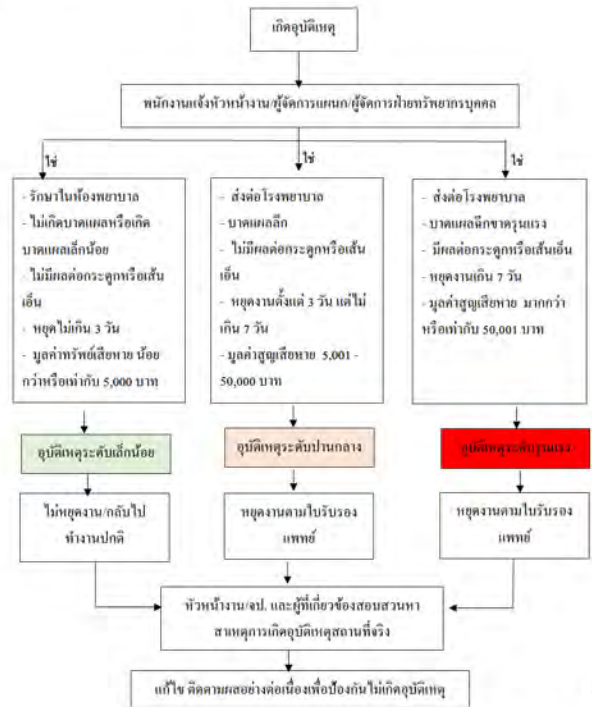 เกิดอุบัติเหตุ
พนักงานแจ้งหัวหน้างาน/ผู้จัดการแผนก/ผู้จัดการฝ่ายทรัพยากรบุคคล
ใช่
ใช่
ใช่
- รักษาในห้องพยาบาล
- ไม่เกิดบาดแผลหรือเกิด
บาดแผลเล็กน้อย
- ไม่มีผลต่อกระดูกหรือเส้น
เอ็น
- หยุดไม่เกิน 3 วัน
- มูลค่าทรัพย์เสียหาย น้อย
กว่าหรือเท่ากับ 5,000 บาท
- ส่งต่อโรงพยาบาล
- บาดแผลลึก
- ไม่มีผลต่อกระดูกหรือเส้น
เอ็น
- หยุดงานตั้งแต่ 3 วัน แต่ไม่
เกิน 7 วัน
- มูลค่าสูญเสียหาย 5,001 -
50,000 บาท
- ส่งต่อโรงพยาบาล
- บาดแผลฉีกขาดรุนแรง
- มีผลต่อกระดูกหรือเส้นเอ็น
- หยุดงานเกิน 7 วัน
- มูลค่าสูญเสียหาย มากกว่า
หรือเท่ากับ 50,001 บาท
อุบัติเหตุระดับเล็กน้อย
อุบัติเหตุระดับปานกลาง
อุบัติเหตุระดับรุนแรง
ไม่หยุดงาน/กลับไป
ทำงานปกติ
หยุดงานตามใบรับรอง
แพทย์
หยุดงานตามใบรับรอง
แพทย์
หัวหน้างาน/จป. และผู้ที่เกี่ยวข้องสอบสวนหา
สาเหตุการเกิดอุบัติเหตุสถานที่จริง
แก้ไข ติดตามผลอย่างต่อเนื่องเพื่อป้องกันไม่เกิดอุบัติเหตุ